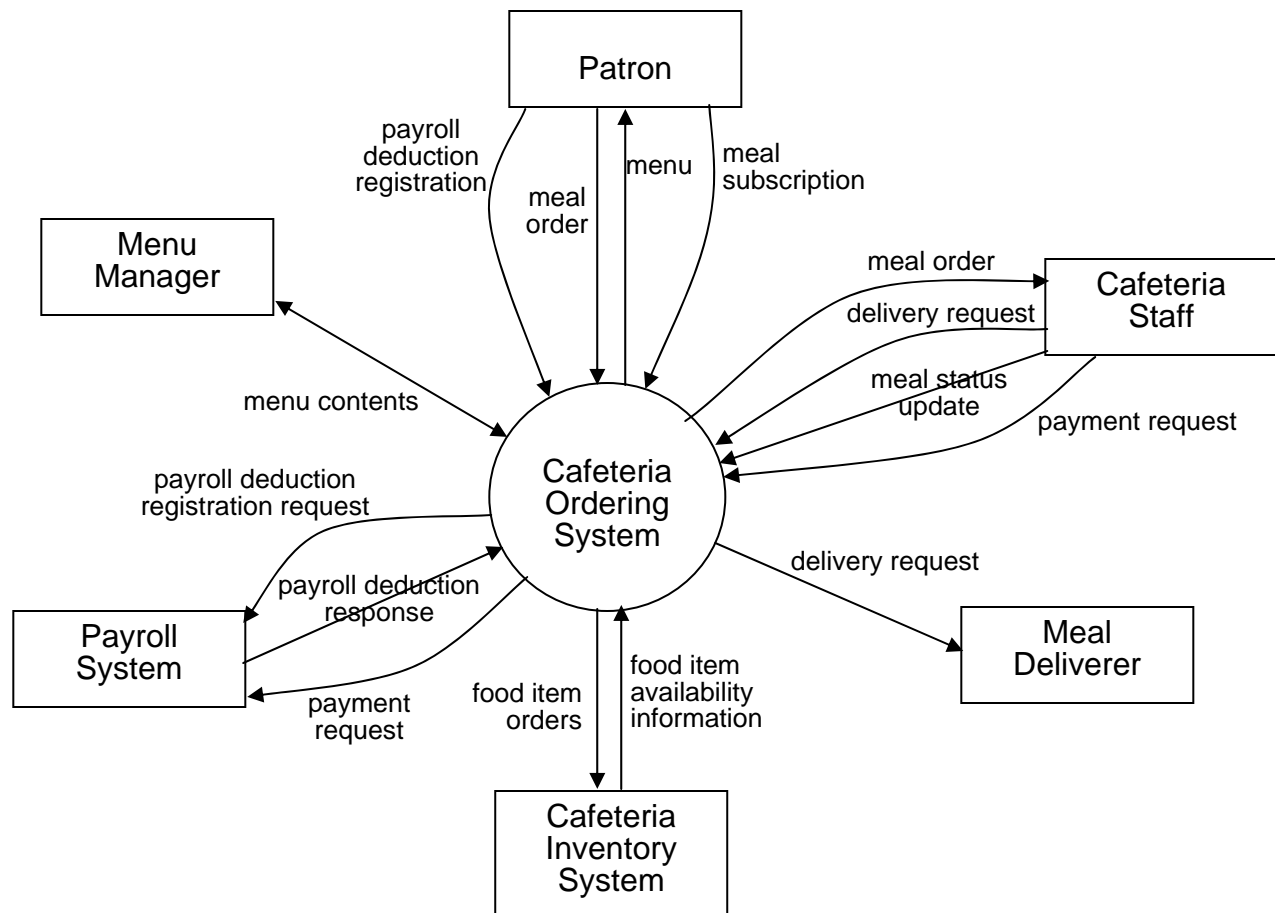 Patron
payroll
deduction
registration
meal
order
menu
meal
subscription
Menu
Manager
menu contents
meal order
delivery request
meal status
update
payment request
Cafeteria
Staff
Cafeteria
Ordering
System
payroll deduction
registration request
payroll deduction
response
payment
request
Payroll
System
delivery request
Meal
Deliverer
food item
orders
food item
availability
information
Cafeteria
Inventory
System